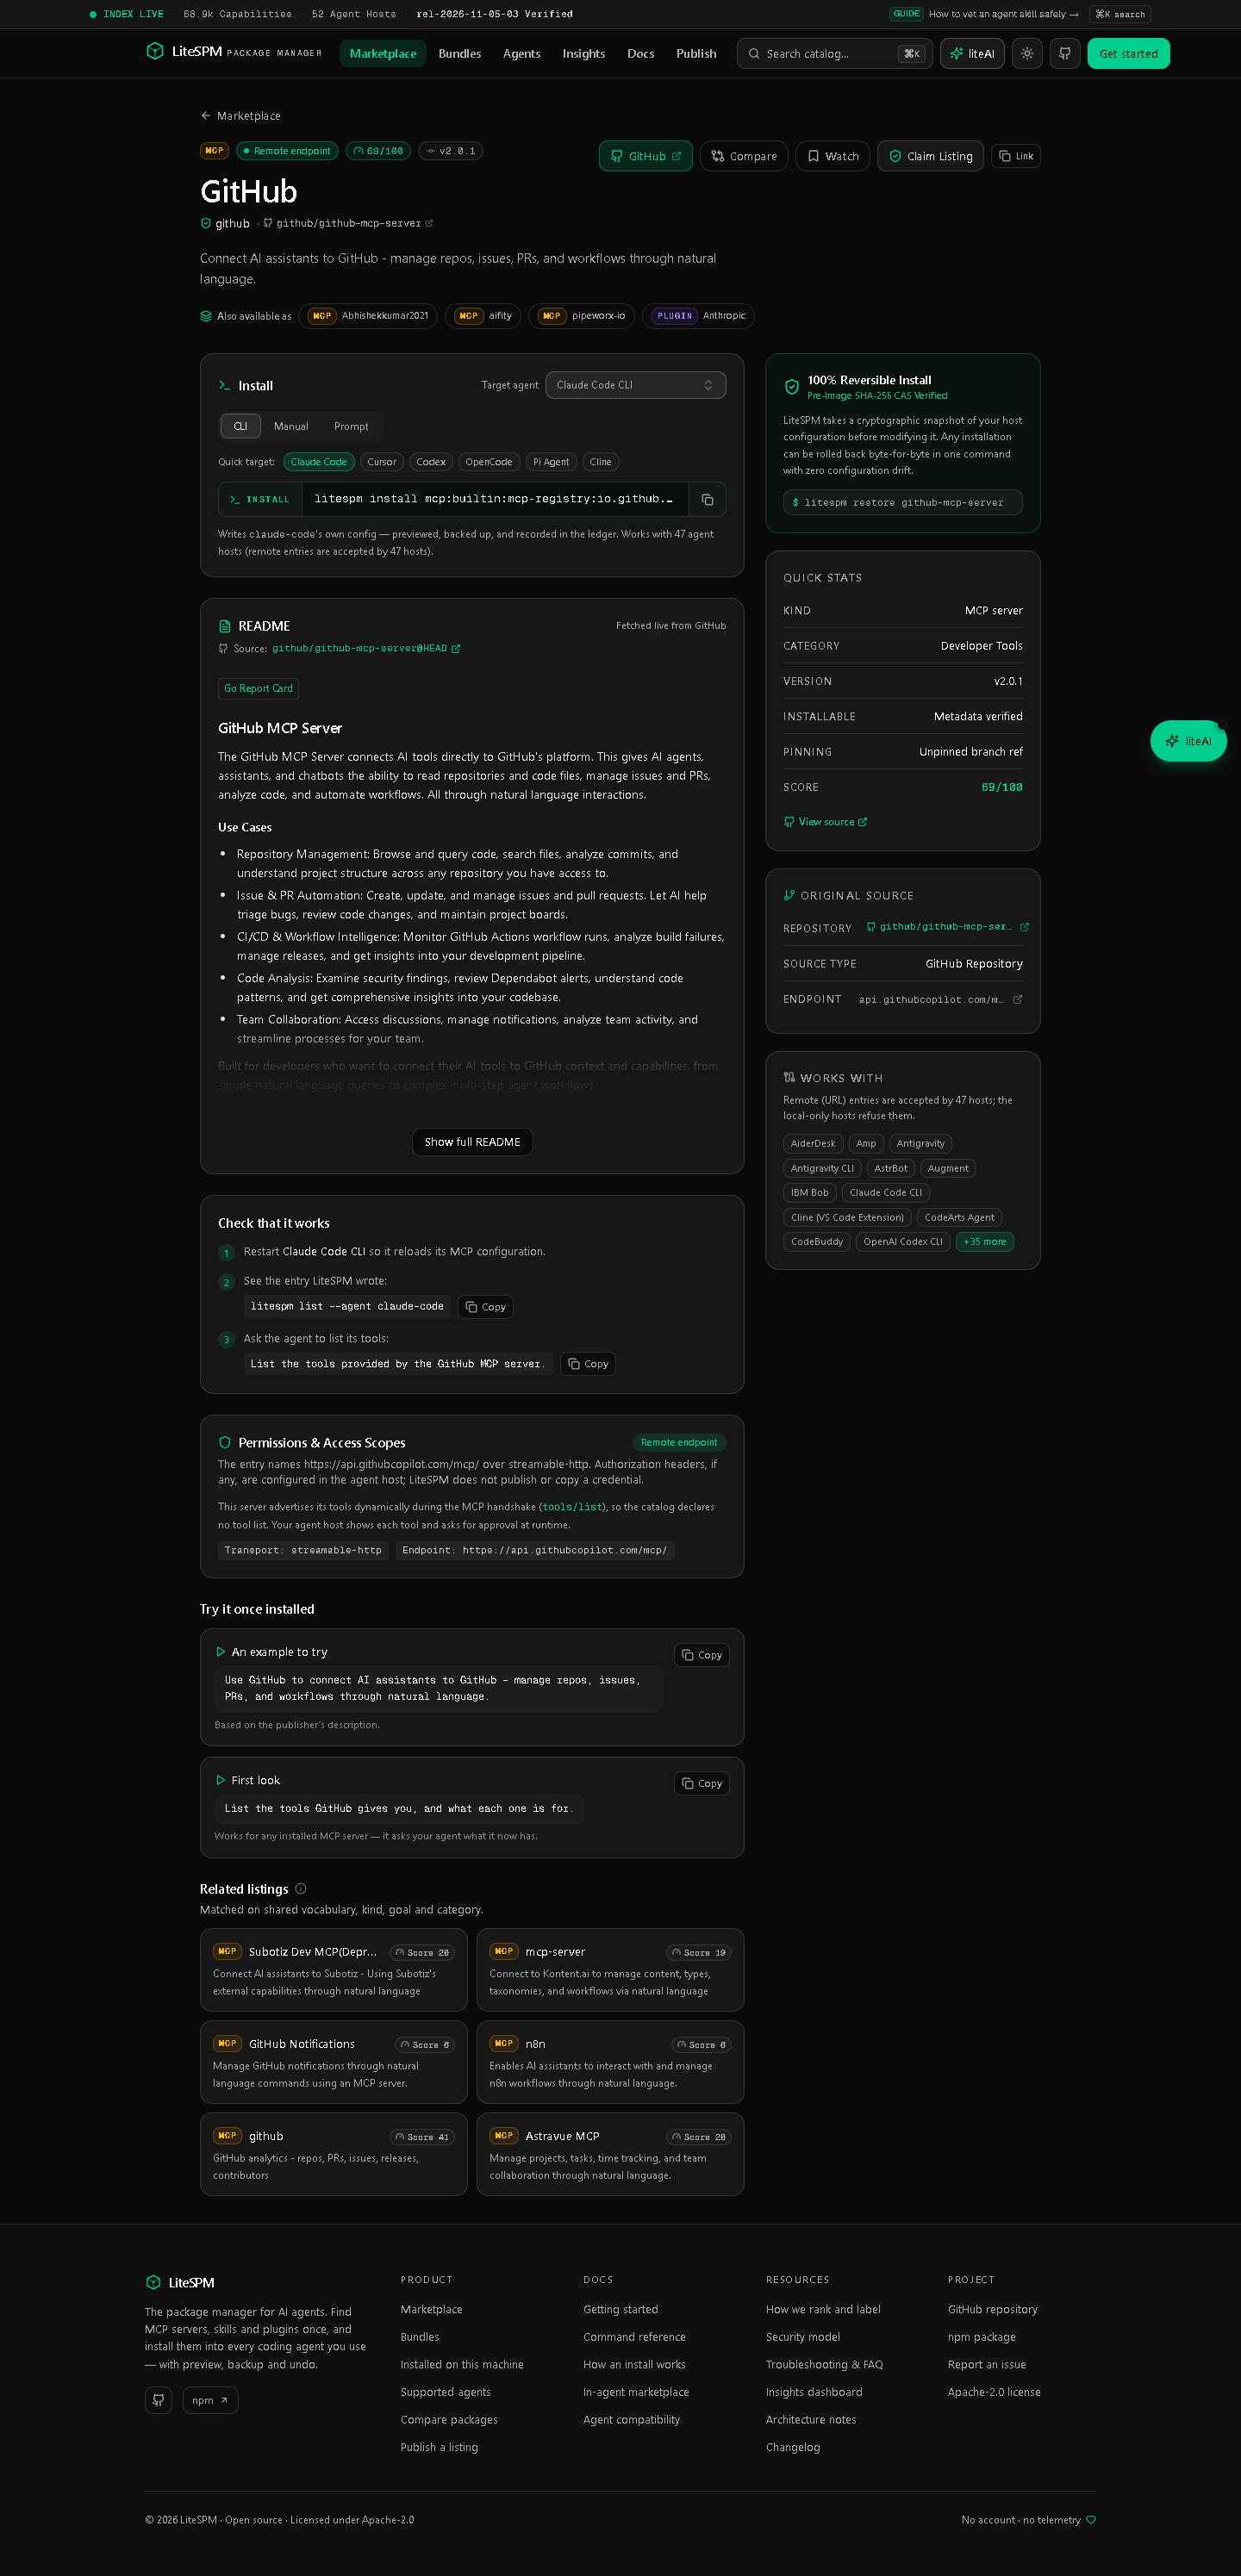 INDEX LIVE · 68.9k Capabilities · 52 Agent Hosts · rel-2026-11-05-03 Verified
GUIDE How to vet an agent skill safely → ⌘K search
LiteSPM PACKAGE MANAGER Marketplace Bundles Agents Insights Docs Publish Search catalog... ⌘K liteAI Get started
← Marketplace
MCP Remote endpoint 69/100 v2.0.1
GitHub Compare Watch Claim Listing Link
GitHub
github · github/github-mcp-server
Connect AI assistants to GitHub - manage repos, issues, PRs, and workflows through natural
language.
Also available as MCP Abhishekkumar2021 MCP aifity MCP pipeworx-io PLUGIN Anthropic
Install Target agent Claude Code CLI
CLI Manual Prompt
Quick target: Claude Code Cursor Codex OpenCode Pi Agent Cline
INSTALL litespm install mcp:builtin:mcp-registry:io.github.…
Writes claude-code's own config — previewed, backed up, and recorded in the ledger. Works with 47 agent
hosts (remote entries are accepted by 47 hosts).
README Fetched live from GitHub
Source: github/github-mcp-server@HEAD
Go Report Card
GitHub MCP Server
The GitHub MCP Server connects AI tools directly to GitHub's platform. This gives AI agents,
assistants, and chatbots the ability to read repositories and code files, manage issues and PRs,
analyze code, and automate workflows. All through natural language interactions.
Use Cases
• Repository Management: Browse and query code, search files, analyze commits, and
understand project structure across any repository you have access to.
• Issue & PR Automation: Create, update, and manage issues and pull requests. Let AI help
triage bugs, review code changes, and maintain project boards.
• CI/CD & Workflow Intelligence: Monitor GitHub Actions workflow runs, analyze build failures,
manage releases, and get insights into your development pipeline.
• Code Analysis: Examine security findings, review Dependabot alerts, understand code
patterns, and get comprehensive insights into your codebase.
• Team Collaboration: Access discussions, manage notifications, analyze team activity, and
streamline processes for your team.
Built for developers who want to connect their AI tools to GitHub context and capabilities, from
simple natural language queries to complex multi-step agent workflows.
Show full README
Check that it works
1 Restart Claude Code CLI so it reloads its MCP configuration.
2 See the entry LiteSPM wrote:
litespm list --agent claude-code Copy
3 Ask the agent to list its tools:
List the tools provided by the GitHub MCP server. Copy
Permissions & Access Scopes Remote endpoint
The entry names https://api.githubcopilot.com/mcp/ over streamable-http. Authorization headers, if
any, are configured in the agent host; LiteSPM does not publish or copy a credential.
This server advertises its tools dynamically during the MCP handshake (tools/list), so the catalog declares
no tool list. Your agent host shows each tool and asks for approval at runtime.
Transport: streamable-http Endpoint: https://api.githubcopilot.com/mcp/
Try it once installed
An example to try Copy
Use GitHub to connect AI assistants to GitHub - manage repos, issues,
PRs, and workflows through natural language.
Based on the publisher's description.
First look Copy
List the tools GitHub gives you, and what each one is for.
Works for any installed MCP server — it asks your agent what it now has.
Related listings
Matched on shared vocabulary, kind, goal and category.
MCP Subotiz Dev MCP(Depr... Score 20
Connect AI assistants to Subotiz - Using Subotiz's
external capabilities through natural language
MCP mcp-server Score 19
Connect to Kontent.ai to manage content, types,
taxonomies, and workflows via natural language
MCP GitHub Notifications Score 6
Manage GitHub notifications through natural
language commands using an MCP server.
MCP n8n Score 6
Enables AI assistants to interact with and manage
n8n workflows through natural language.
MCP github Score 41
GitHub analytics - repos, PRs, issues, releases,
contributors
MCP Astravue MCP Score 20
Manage projects, tasks, time tracking, and team
collaboration through natural language.
100% Reversible Install
Pre-Image SHA-256 CAS Verified
LiteSPM takes a cryptographic snapshot of your host
configuration before modifying it. Any installation
can be rolled back byte-for-byte in one command
with zero configuration drift.
$ litespm restore github-mcp-server
QUICK STATS
KIND MCP server
CATEGORY Developer Tools
VERSION v2.0.1
INSTALLABLE Metadata verified
PINNING Unpinned branch ref
SCORE 69/100
View source
ORIGINAL SOURCE
REPOSITORY github/github-mcp-ser…
SOURCE TYPE GitHub Repository
ENDPOINT api.githubcopilot.com/m…
WORKS WITH
Remote (URL) entries are accepted by 47 hosts; the
local-only hosts refuse them.
AiderDesk Amp Antigravity
Antigravity CLI AstrBot Augment
IBM Bob Claude Code CLI
Cline (VS Code Extension) CodeArts Agent
CodeBuddy OpenAI Codex CLI +35 more
liteAI
LiteSPM
The package manager for AI agents. Find
MCP servers, skills and plugins once, and
install them into every coding agent you use
— with preview, backup and undo.
npm
PRODUCT
Marketplace
Bundles
Installed on this machine
Supported agents
Compare packages
Publish a listing
DOCS
Getting started
Command reference
How an install works
In-agent marketplace
Agent compatibility
RESOURCES
How we rank and label
Security model
Troubleshooting & FAQ
Insights dashboard
Architecture notes
Changelog
PROJECT
GitHub repository
npm package
Report an issue
Apache-2.0 license
© 2026 LiteSPM · Open source · Licensed under Apache-2.0
No account · no telemetry